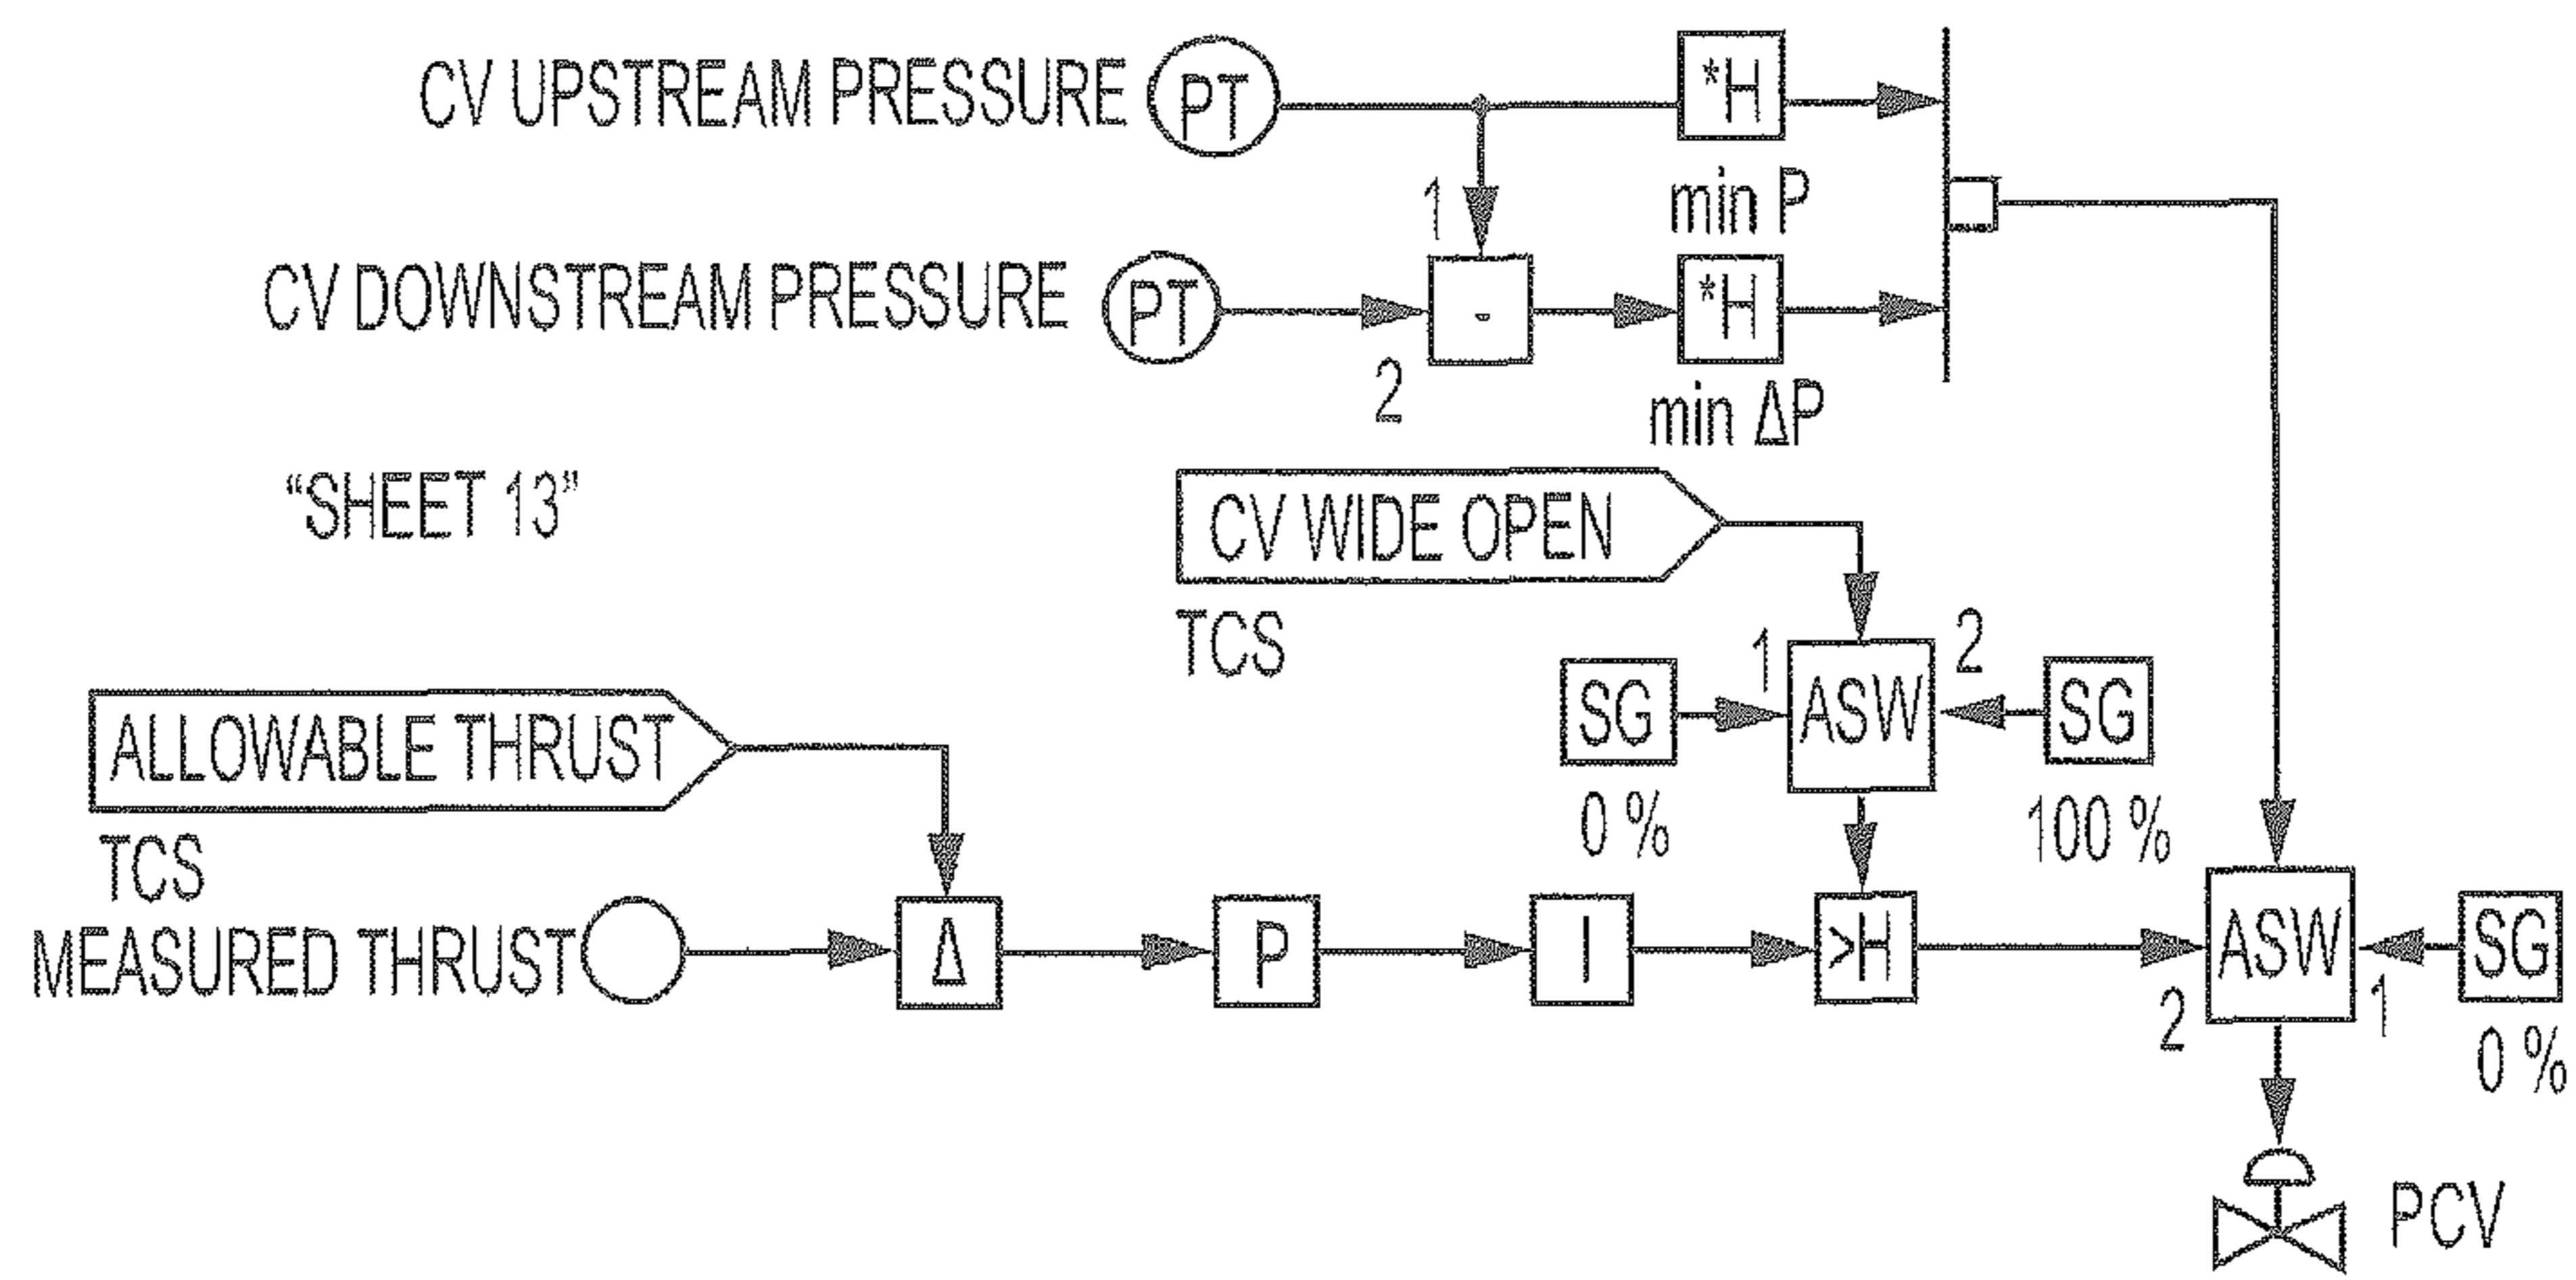 CV UPSTREAM PRESSURE PT *H
min P
1
CV DOWNSTREAM PRESSURE PT - *H
2
min ΔP
"SHEET 13"
CV WIDE OPEN
TCS
1 2
SG ASW SG
0 % 100 %
ALLOWABLE THRUST
TCS
MEASURED THRUST Δ P I >H ASW SG
2 1
0 %
PCV